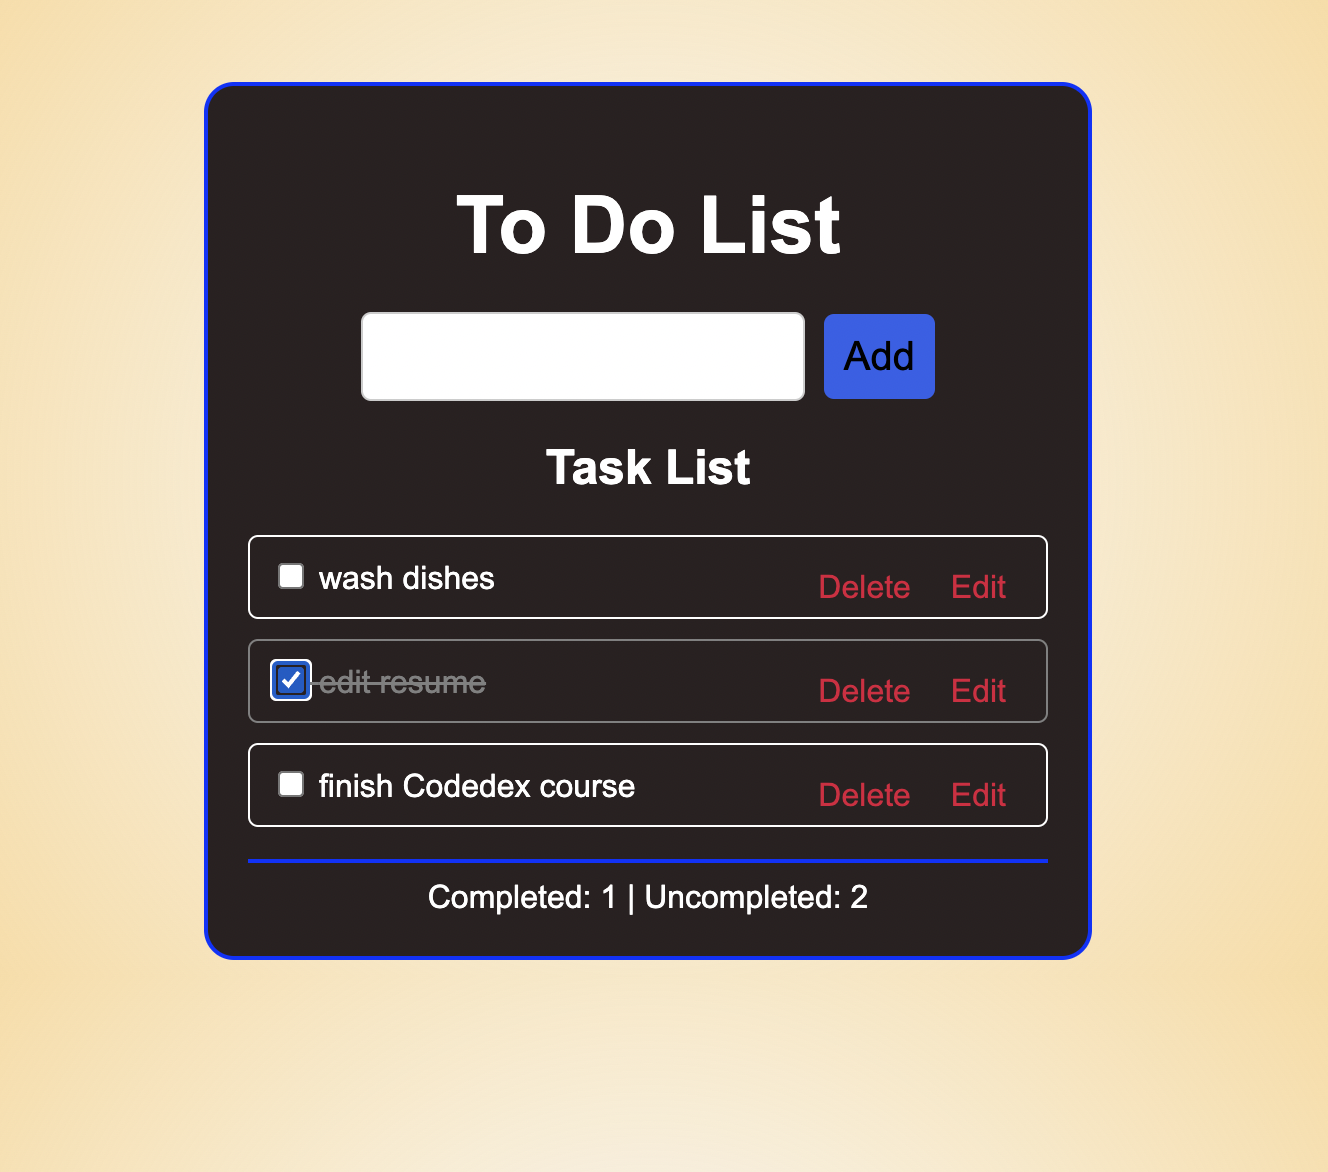 To Do List
Add
Task List
wash dishes Delete Edit
edit resume Delete Edit
finish Codedex course Delete Edit
Completed: 1 | Uncompleted: 2